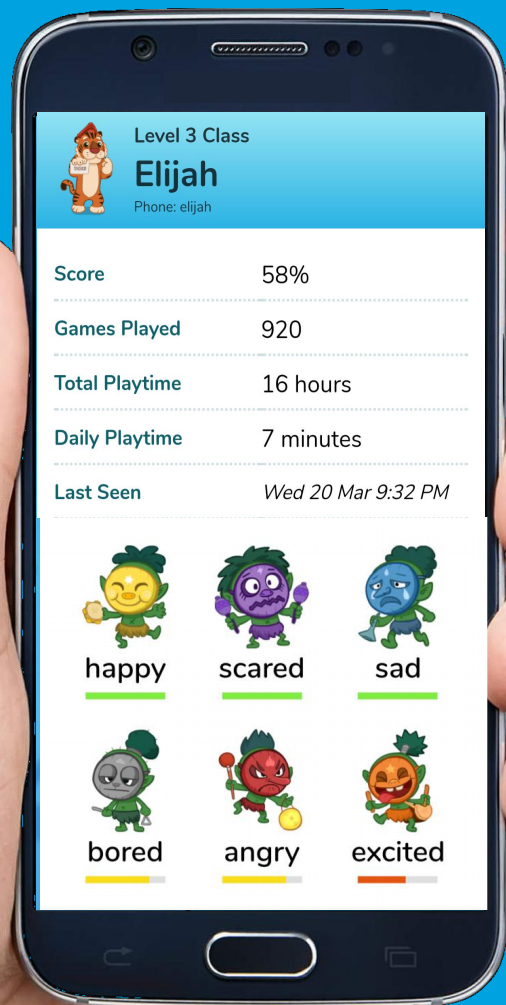 Level 3 Class
Elijah
Phone: elijah
Score 58%
Games Played 920
Total Playtime 16 hours
Daily Playtime 7 minutes
Last Seen Wed 20 Mar 9:32 PM
happy scared sad
bored angry excited